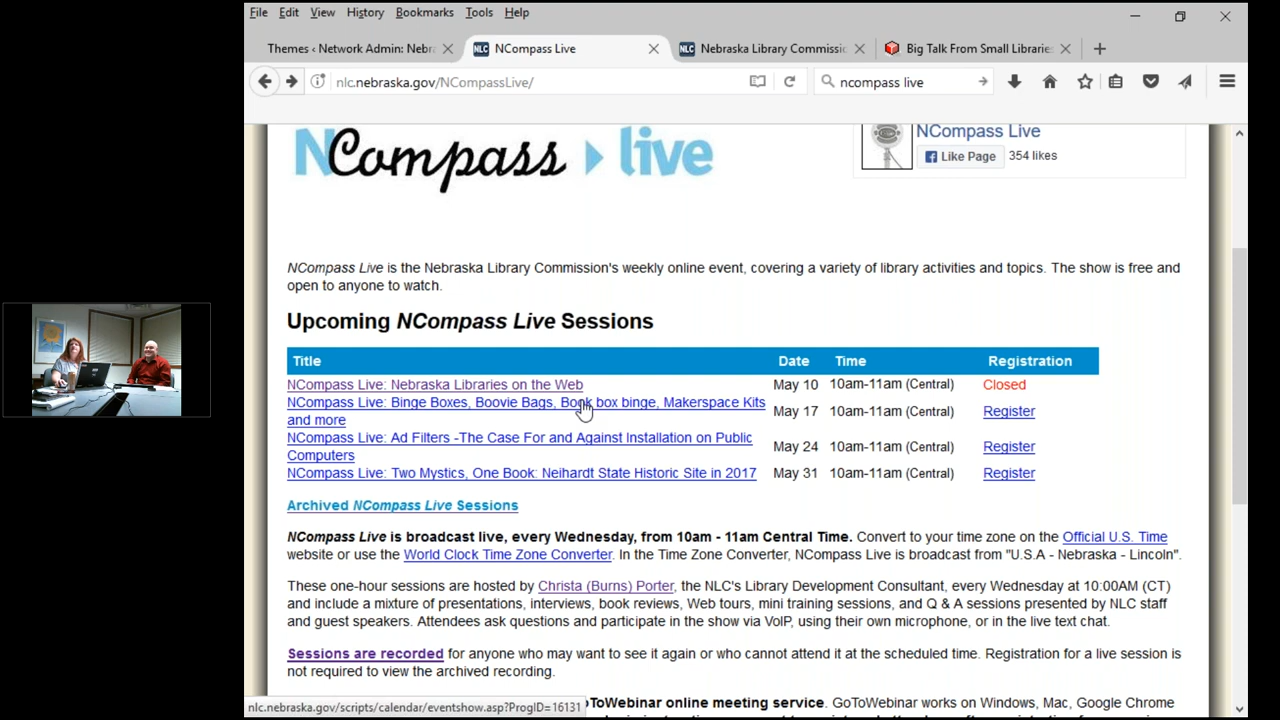 File Edit View History Bookmarks Tools Help
Themes ‹ Network Admin: Nebra
NCompass Live
Nebraska Library Commissio
Big Talk From Small Libraries
nlc.nebraska.gov/NCompassLive/
ncompass live
NCompass live
NCompass Live
Like Page 354 likes
NCompass Live is the Nebraska Library Commission's weekly online event, covering a variety of library activities and topics. The show is free and
open to anyone to watch.
Upcoming NCompass Live Sessions
Title Date Time Registration
NCompass Live: Nebraska Libraries on the Web May 10 10am-11am (Central) Closed
NCompass Live: Binge Boxes, Boovie Bags, Book box binge, Makerspace Kits
and more May 17 10am-11am (Central) Register
NCompass Live: Ad Filters -The Case For and Against Installation on Public
Computers May 24 10am-11am (Central) Register
NCompass Live: Two Mystics, One Book: Neihardt State Historic Site in 2017 May 31 10am-11am (Central) Register
Archived NCompass Live Sessions
NCompass Live is broadcast live, every Wednesday, from 10am - 11am Central Time. Convert to your time zone on the Official U.S. Time
website or use the World Clock Time Zone Converter. In the Time Zone Converter, NCompass Live is broadcast from "U.S.A - Nebraska - Lincoln".
These one-hour sessions are hosted by Christa (Burns) Porter, the NLC's Library Development Consultant, every Wednesday at 10:00AM (CT)
and include a mixture of presentations, interviews, book reviews, Web tours, mini training sessions, and Q & A sessions presented by NLC staff
and guest speakers. Attendees ask questions and participate in the show via VoIP, using their own microphone, or in the live text chat.
Sessions are recorded for anyone who may want to see it again or who cannot attend it at the scheduled time. Registration for a live session is
not required to view the archived recording.
oToWebinar online meeting service. GoToWebinar works on Windows, Mac, Google Chrome
nlc.nebraska.gov/scripts/calendar/eventshow.asp?ProgID=16131